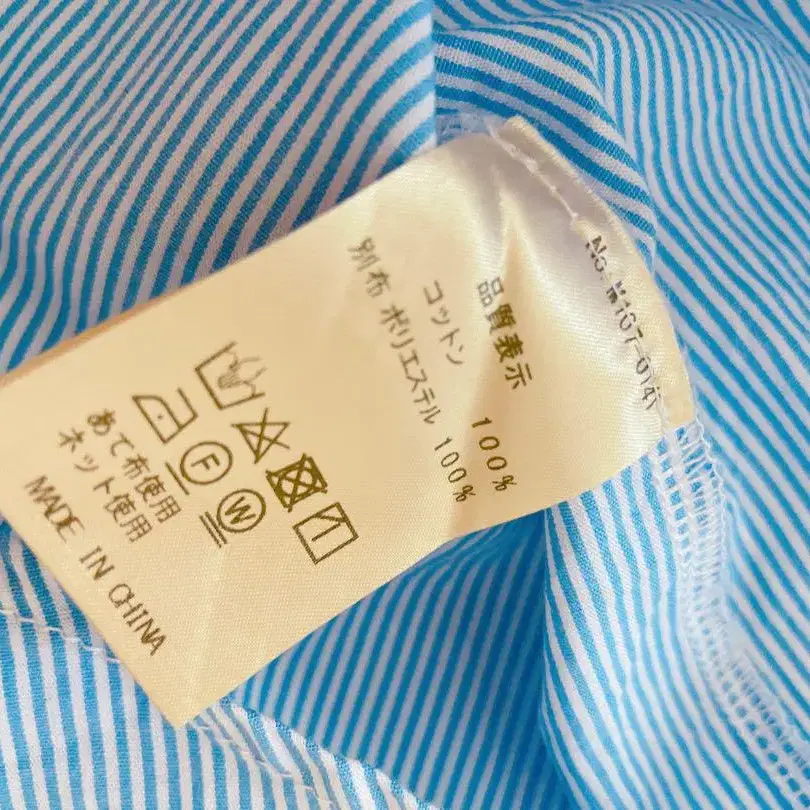 品質表示
コットン 100%
別布 ポリエステル 100%
F
W
あて布使用
ネット使用
MADE IN CHINA